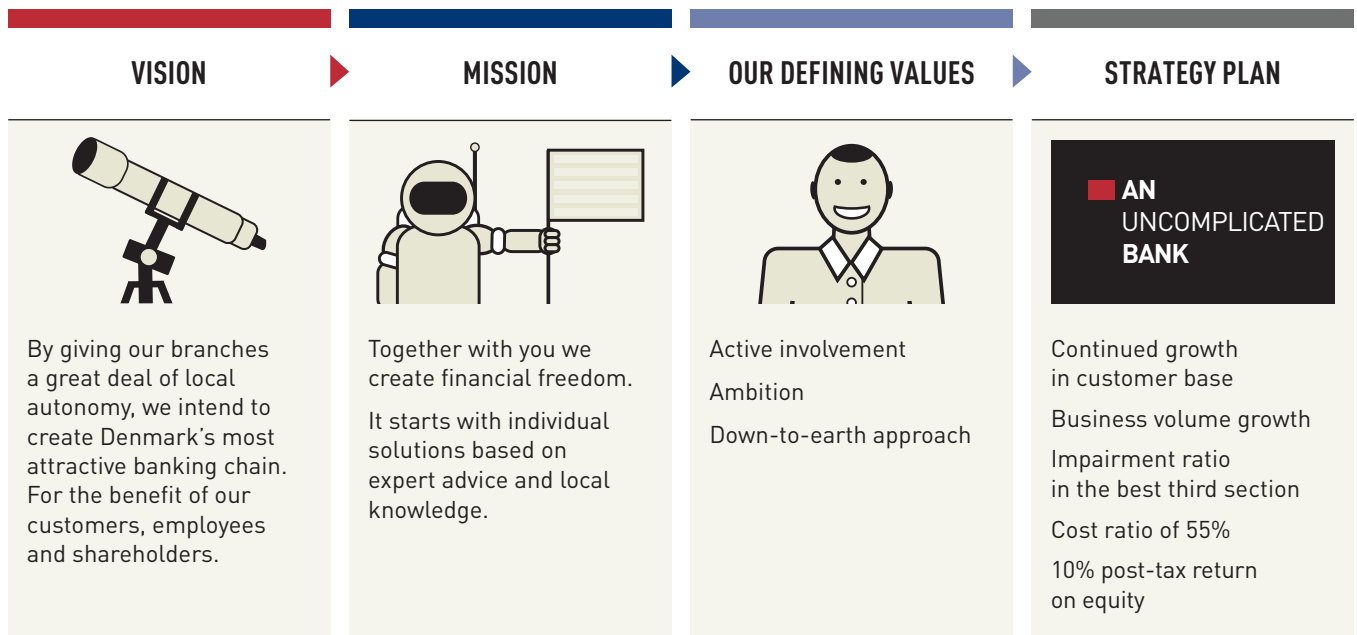 VISION
By giving our branches
a great deal of local
autonomy, we intend to
create Denmark's most
attractive banking chain.
For the benefit of our
customers, employees
and shareholders.
MISSION
Together with you we
create financial freedom.
It starts with individual
solutions based on
expert advice and local
knowledge.
OUR DEFINING VALUES
Active involvement
Ambition
Down-to-earth approach
STRATEGY PLAN
AN
UNCOMPLICATED
BANK
Continued growth
in customer base
Business volume growth
Impairment ratio
in the best third section
Cost ratio of 55%
10% post-tax return
on equity